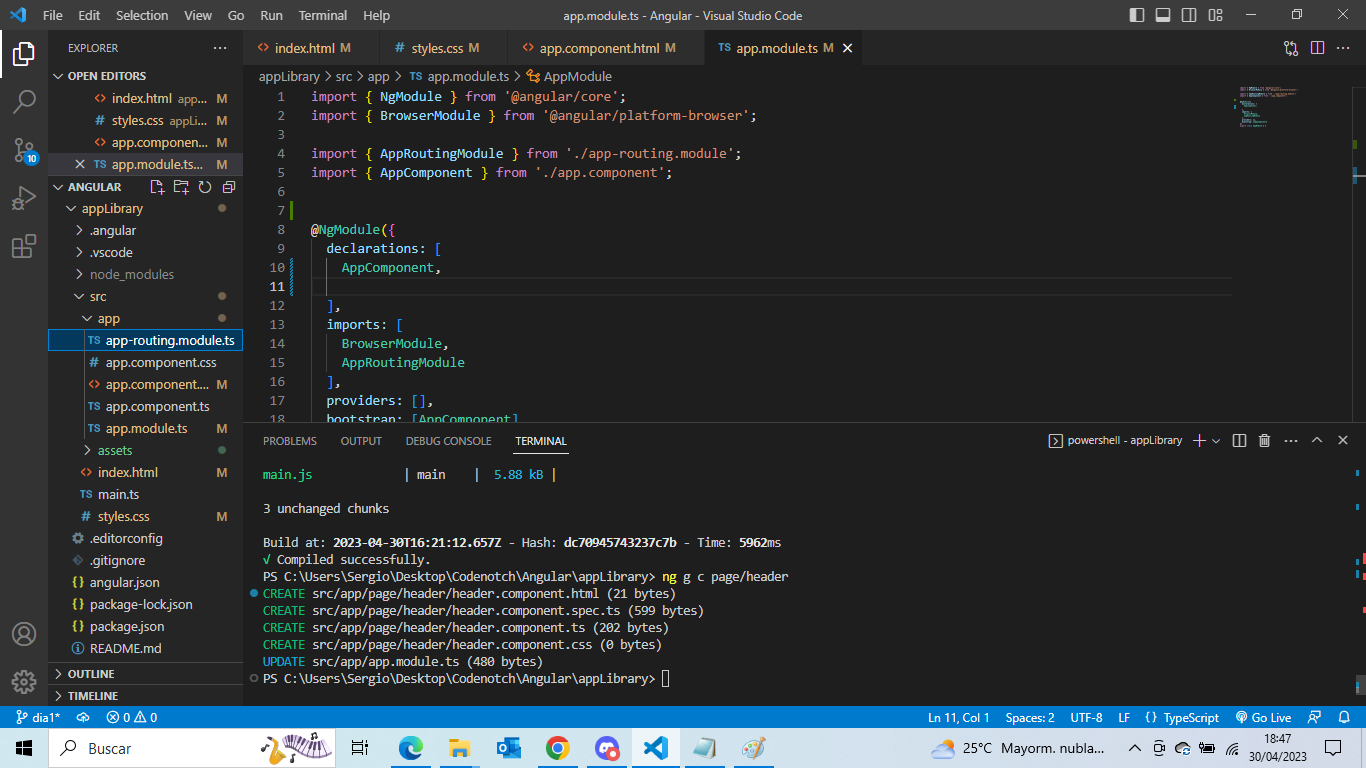 File Edit Selection View Go Run Terminal Help
app.module.ts - Angular - Visual Studio Code
EXPLORER
OPEN EDITORS
index.html app... M
styles.css appLi... M
app.componen... M
TS app.module.ts... M
ANGULAR
appLibrary
.angular
.vscode
node_modules
src
app
TS app-routing.module.ts
# app.component.css
<> app.component.... M
TS app.component.ts
TS app.module.ts M
assets
<> index.html M
TS main.ts
# styles.css M
.editorconfig
.gitignore
{} angular.json
{} package-lock.json
{} package.json
README.md
OUTLINE
TIMELINE
10
<> index.html M
# styles.css M
<> app.component.html M
TS app.module.ts M
appLibrary > src > app > TS app.module.ts > AppModule
1 import { NgModule } from '@angular/core';
2 import { BrowserModule } from '@angular/platform-browser';
3
4 import { AppRoutingModule } from './app-routing.module';
5 import { AppComponent } from './app.component';
6
7
8 @NgModule({
9 declarations: [
10 AppComponent,
11
12 ],
13 imports: [
14 BrowserModule,
15 AppRoutingModule
16 ],
17 providers: [],
18 bootstrap: [AppComponent]
PROBLEMS OUTPUT DEBUG CONSOLE TERMINAL
powershell - appLibrary
main.js | main | 5.88 kB |
3 unchanged chunks
Build at: 2023-04-30T16:21:12.657Z - Hash: dc70945743237c7b - Time: 5962ms
√ Compiled successfully.
PS C:\Users\Sergio\Desktop\Codenotch\Angular\appLibrary> ng g c page/header
CREATE src/app/page/header/header.component.html (21 bytes)
CREATE src/app/page/header/header.component.spec.ts (599 bytes)
CREATE src/app/page/header/header.component.ts (202 bytes)
CREATE src/app/page/header/header.component.css (0 bytes)
UPDATE src/app/app.module.ts (480 bytes)
PS C:\Users\Sergio\Desktop\Codenotch\Angular\appLibrary>
dia1* 0 0
Ln 11, Col 1 Spaces: 2 UTF-8 LF {} TypeScript Go Live
Buscar
25°C Mayorm. nubla...
18:47
30/04/2023